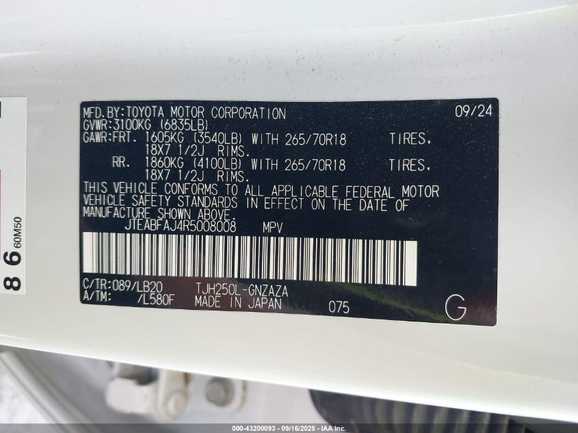 MFD. BY: TOYOTA MOTOR CORPORATION 09/24
GVWR: 3100KG (6835LB)
GAWR: FRT. 1605KG (3540LB) WITH 265/70R18 TIRES,
18X7 1/2J RIMS.
RR. 1860KG (4100LB) WITH 265/70R18 TIRES,
18X7 1/2J RIMS.
THIS VEHICLE CONFORMS TO ALL APPLICABLE FEDERAL MOTOR
VEHICLE SAFETY STANDARDS IN EFFECT ON THE DATE OF
MANUFACTURE SHOWN ABOVE.
JTEABFAJ4R5008008 MPV
C/TR: 089/LB20 TJH250L-GNZAZA
A/TM: /L580F MADE IN JAPAN 075 G
86 60M50
000-43200093 - 09/16/2025 - IAA Inc.